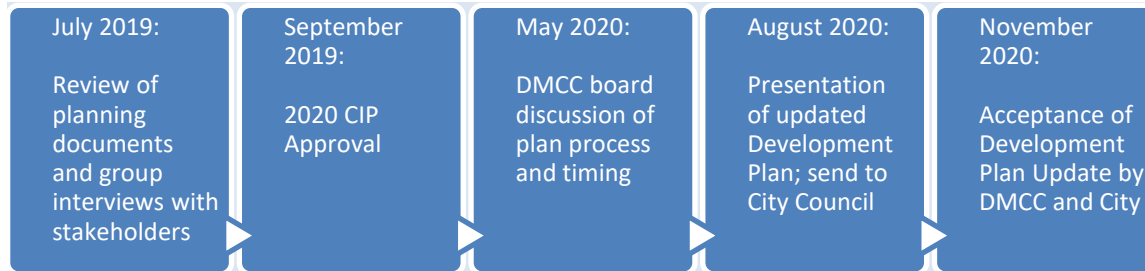 July 2019:
Review of
planning
documents
and group
interviews with
stakeholders
September
2019:
2020 CIP
Approval
May 2020:
DMCC board
discussion of
plan process
and timing
August 2020:
Presentation
of updated
Development
Plan; send to
City Council
November
2020:
Acceptance of
Development
Plan Update by
DMCC and City